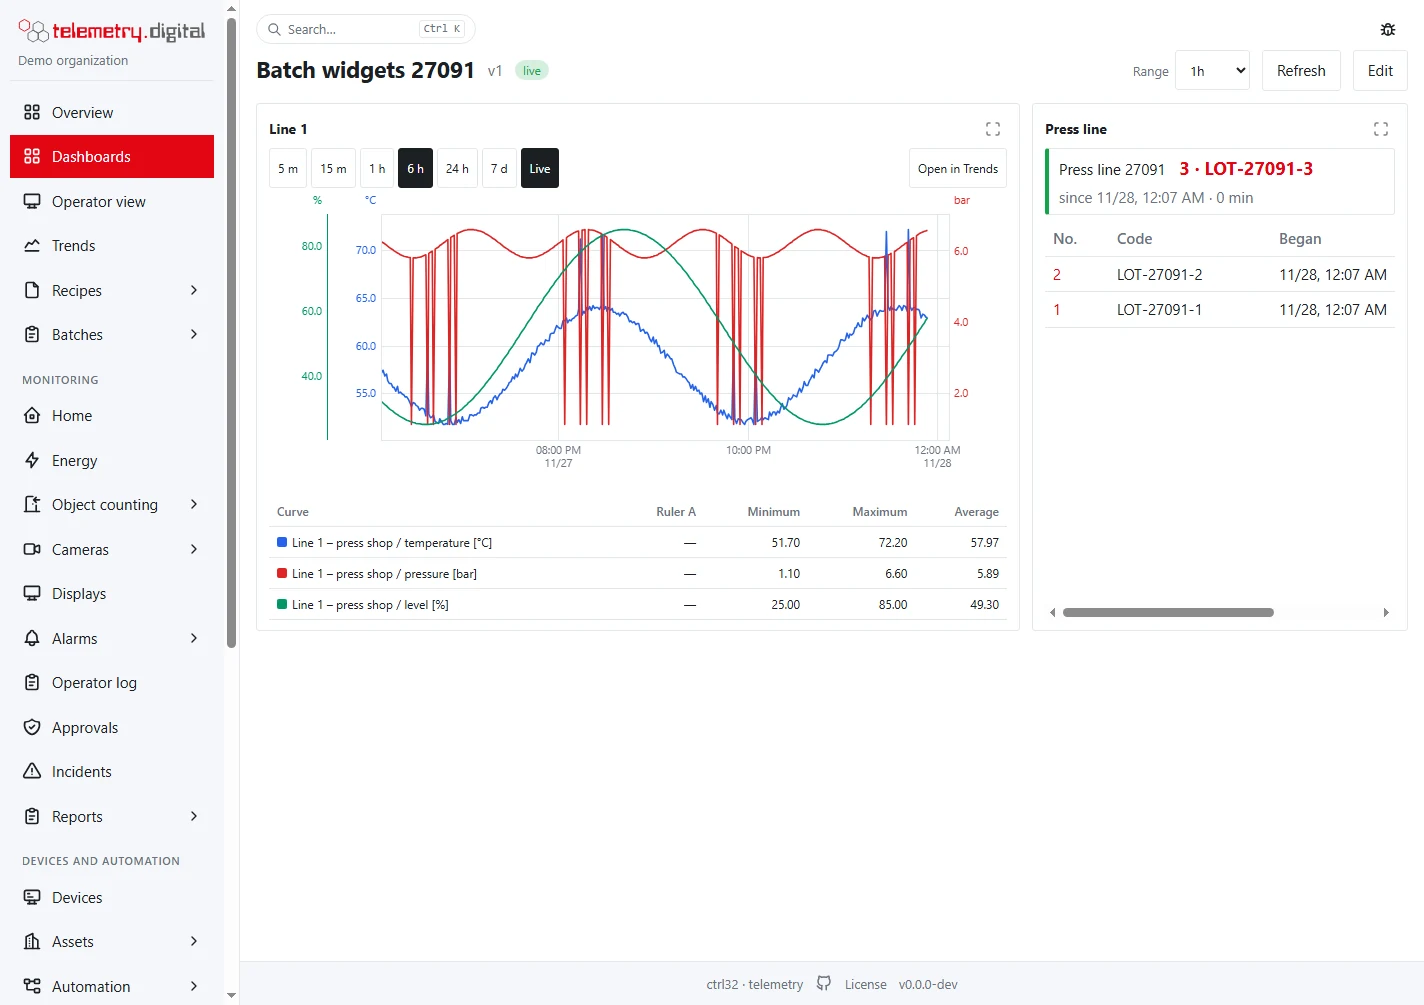 telemetry.digital
Demo organization
Overview
Dashboards
Operator view
Trends
Recipes
Batches
MONITORING
Home
Energy
Object counting
Cameras
Displays
Alarms
Operator log
Approvals
Incidents
Reports
DEVICES AND AUTOMATION
Devices
Assets
Automation
Search... Ctrl K
Batch widgets 27091 v1 live
Range 1h Refresh Edit
Line 1
5 m 15 m 1 h 6 h 24 h 7 d Live Open in Trends
% °C bar
80.0 70.0 6.0
65.0
60.0 4.0
60.0
40.0 55.0 2.0
08:00 PM 10:00 PM 12:00 AM
11/27 11/28
Curve Ruler A Minimum Maximum Average
Line 1 – press shop / temperature [°C] — 51.70 72.20 57.97
Line 1 – press shop / pressure [bar] — 1.10 6.60 5.89
Line 1 – press shop / level [%] — 25.00 85.00 49.30
Press line
Press line 27091 3 · LOT-27091-3
since 11/28, 12:07 AM · 0 min
No. Code Began
2 LOT-27091-2 11/28, 12:07 AM
1 LOT-27091-1 11/28, 12:07 AM
ctrl32 · telemetry License v0.0.0-dev